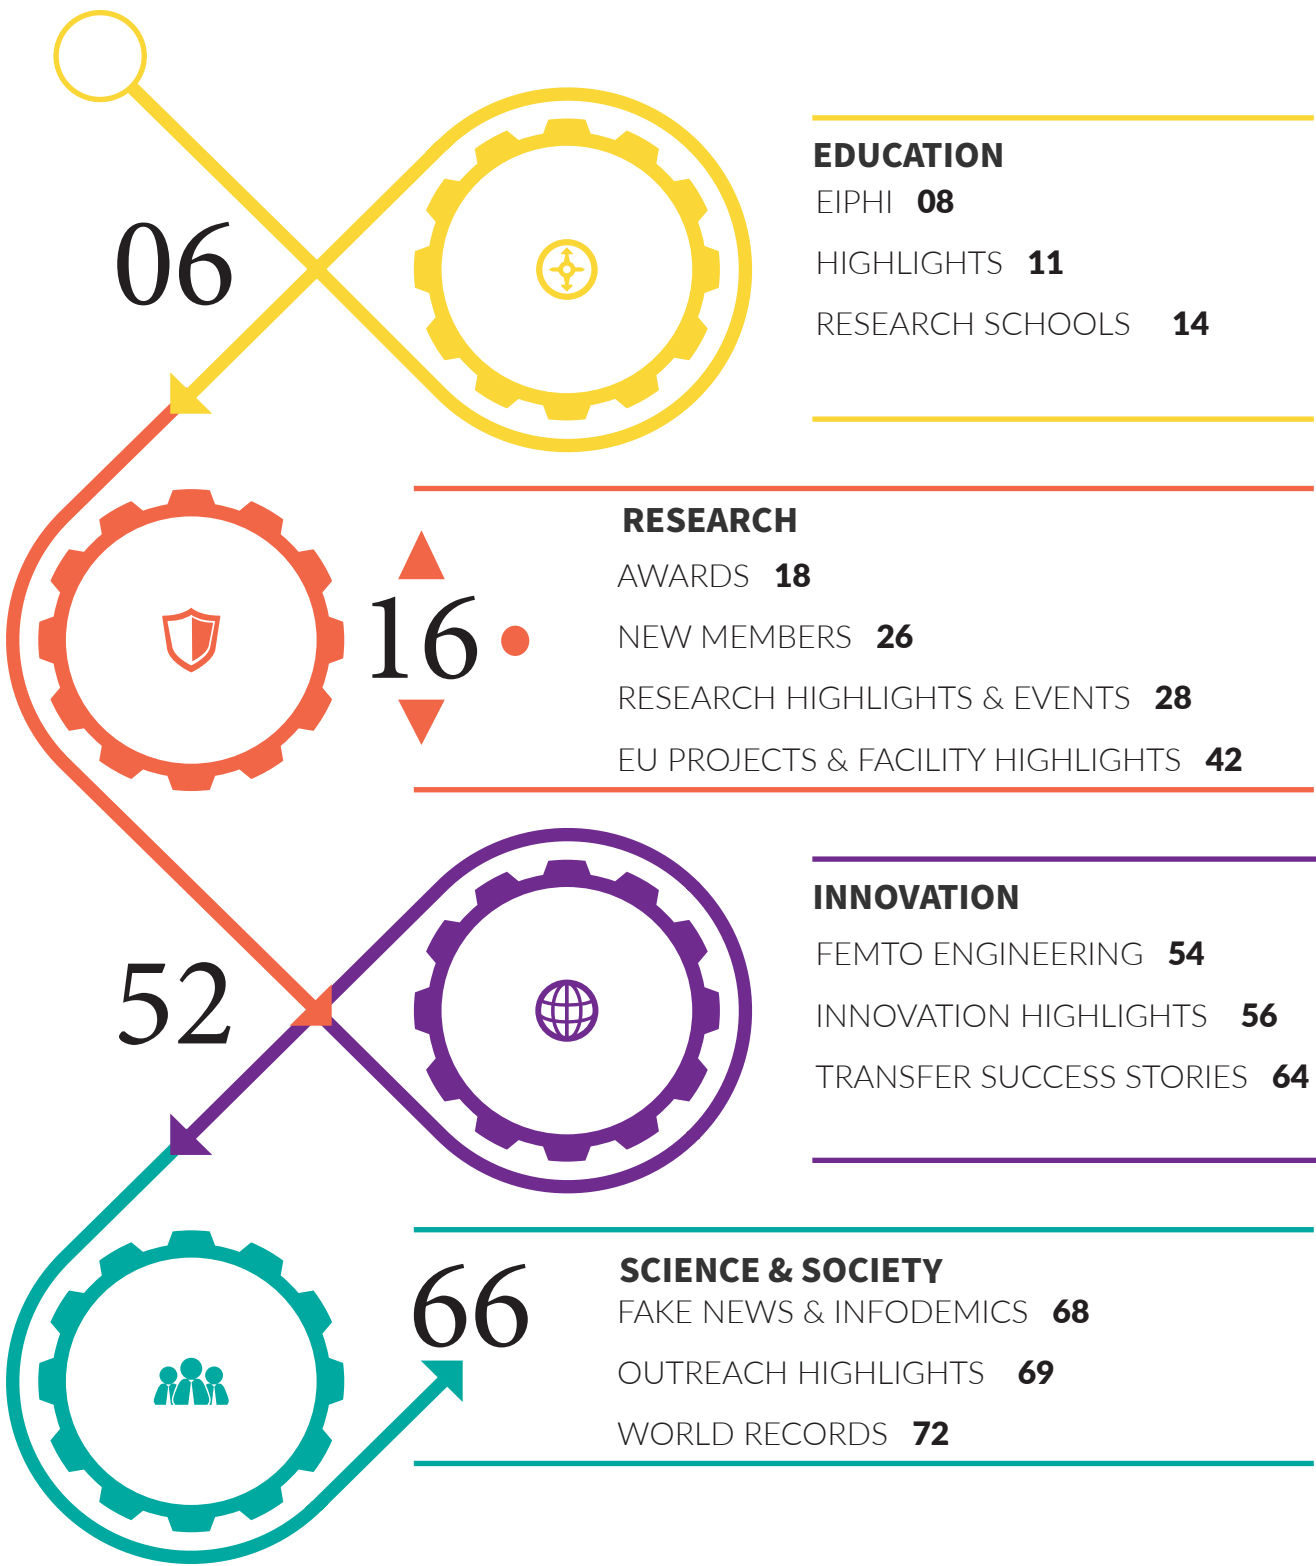 06
EDUCATION
EIPHI 08
HIGHLIGHTS 11
RESEARCH SCHOOLS 14
16
RESEARCH
AWARDS 18
NEW MEMBERS 26
RESEARCH HIGHLIGHTS & EVENTS 28
EU PROJECTS & FACILITY HIGHLIGHTS 42
52
INNOVATION
FEMTO ENGINEERING 54
INNOVATION HIGHLIGHTS 56
TRANSFER SUCCESS STORIES 64
66
SCIENCE & SOCIETY
FAKE NEWS & INFODEMICS 68
OUTREACH HIGHLIGHTS 69
WORLD RECORDS 72